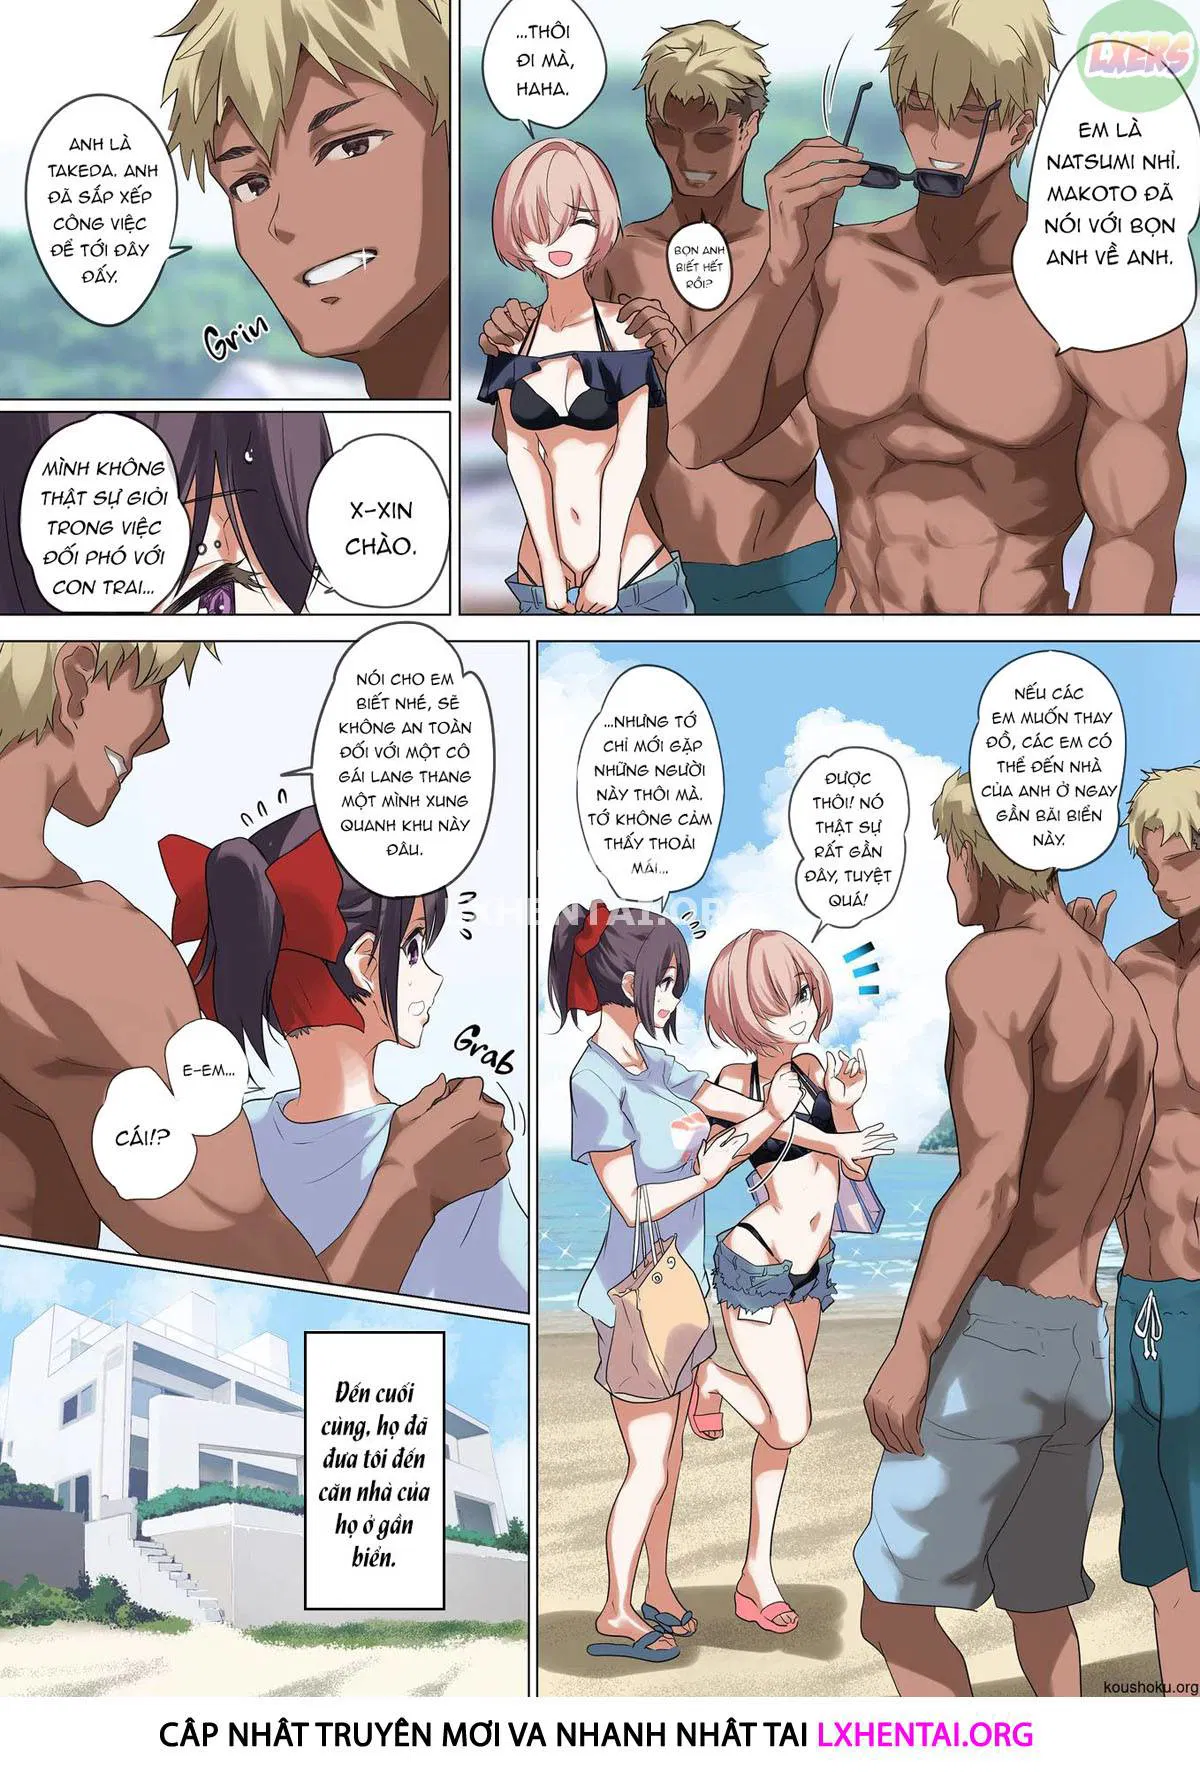 LXERS
EM LÀ
NATSUMI NHỈ.
MAKOTO ĐÃ
NÓI VỚI BỌN
ANH VỀ ANH.
...THÔI
ĐI MÀ,
HAHA.
BỌN ANH
BIẾT HẾT
RỒI?
ANH LÀ
TAKEDA. ANH
ĐÃ SẮP XẾP
CÔNG VIỆC
ĐỂ TỚI ĐÂY
ĐẤY.
Grin
X-XIN
CHÀO.
MÌNH KHÔNG
THẬT SỰ GIỎI
TRONG VIỆC
ĐỐI PHÓ VỚI
CON TRAI...
NẾU CÁC
EM MUỐN THAY
ĐỒ, CÁC EM CÓ
THỂ ĐẾN NHÀ
CỦA ANH Ở NGAY
GẦN BÃI BIỂN
NÀY.
ĐƯỢC
THÔI! NÓ
THẬT SỰ
RẤT GẦN
ĐÂY, TUYỆT
QUÁ!
...NHƯNG TỚ
CHỈ MỚI GẶP
NHỮNG NGƯỜI
NÀY THÔI MÀ.
TỚ KHÔNG CẢM
THẤY THOẢI
MÁI...
NÓI CHO EM
BIẾT NHÉ, SẼ
KHÔNG AN TOÀN
ĐỐI VỚI MỘT CÔ
GÁI LANG THANG
MỘT MÌNH XUNG
QUANH KHU NÀY
ĐÂU.
LXHENTAI.ORG
E-EM...
CÁI!?
Grab
Đến cuối
cùng, họ đã
đưa tôi đến
căn nhà của
họ ở gần
biển.
koushoku.org
CẬP NHẬT TRUYỆN MỚI VÀ NHANH NHẤT TẠI LXHENTAI.ORG